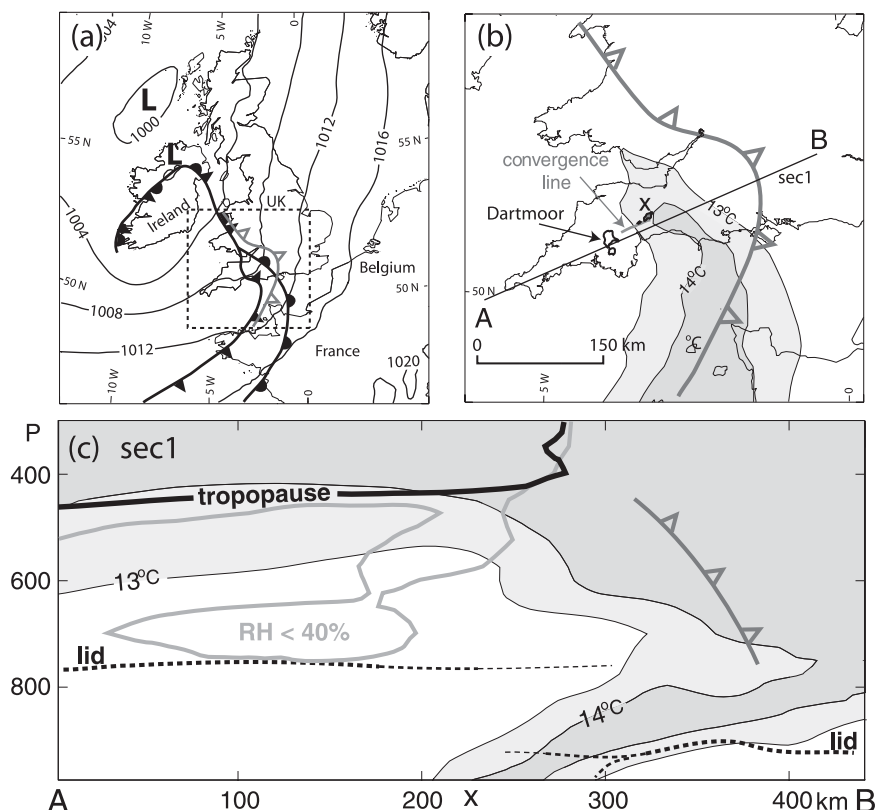 (a)
004
10 W
5 W
0
L
1000
L
55 N
1012
1016
Ireland
UK
1004
Belgium
50 N
50 N
1008
1012
France
1020
10 W
5 W
0
(b)
convergence
line
X
B
sec1
13°C
Dartmoor
50 N
A
14°C
°C
0
150 km
5 W
0
P
(c) sec1
400
tropopause
600
13°C
RH < 40%
lid
800
14°C
lid
A
100
200
X
300
400
km
B